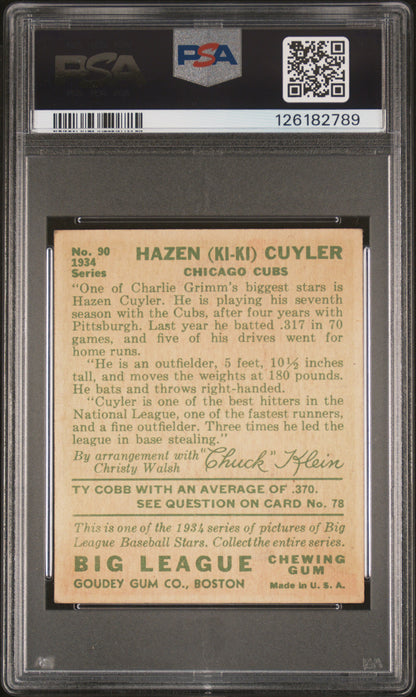 PSA
PSA
126182789
No. 90
1934
Series
HAZEN (KI-KI) CUYLER
CHICAGO CUBS
"One of Charlie Grimm's biggest stars is
Hazen Cuyler. He is playing his seventh
season with the Cubs, after four years with
Pittsburgh. Last year he batted .317 in 70
games, and five of his drives went for
home runs.
"He is an outfielder, 5 feet, 10½ inches
tall, and moves the weights at 180 pounds.
He bats and throws right-handed.
"Cuyler is one of the best hitters in the
National League, one of the fastest runners,
and a fine outfielder. Three times he led the
league in base stealing."
By arrangement with
Christy Walsh
"Chuck" Klein
TY COBB WITH AN AVERAGE OF .370.
SEE QUESTION ON CARD No. 78
This is one of the 1934 series of pictures of Big
League Baseball Stars. Collect the entire series.
BIG LEAGUE CHEWING GUM
GOUDEY GUM CO., BOSTON Made in U. S. A.